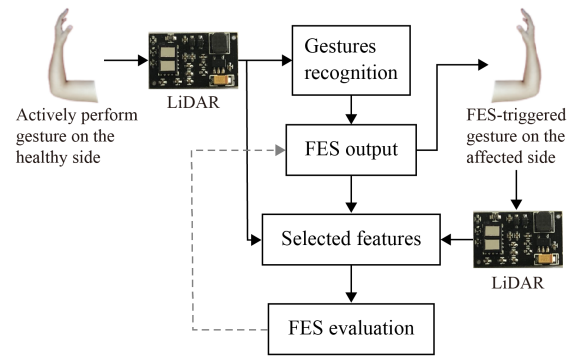 Gestures
recognition
LiDAR
Actively perform
gesture on the
healthy side
FES output
FES-triggered
gesture on the
affected side
Selected features
LiDAR
FES evaluation